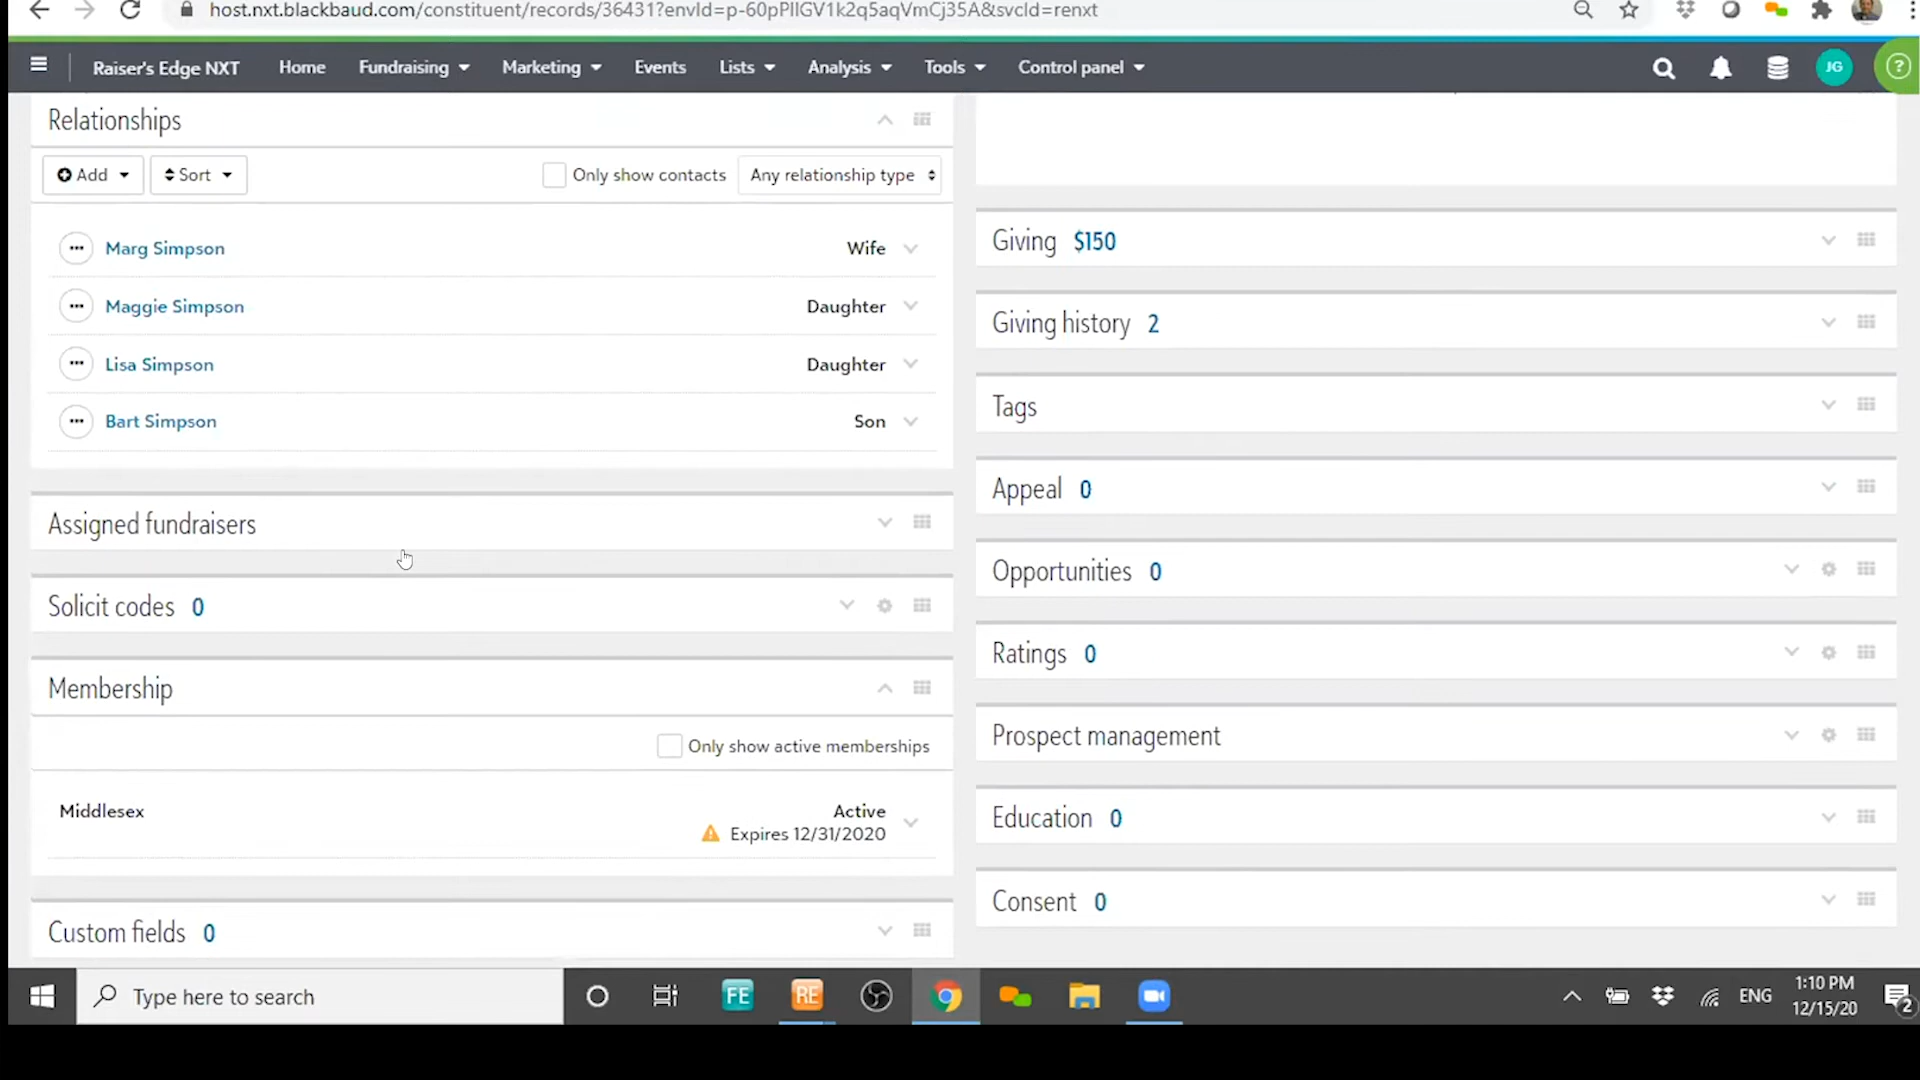 host.nxt.blackbaud.com/constituent/records/36431?envId=p-60pPIlGV1k2q5aqVmCj35A&svcId=renxt
Raiser's Edge NXT Home Fundraising Marketing Events Lists Analysis Tools Control panel JG ?
Relationships
Add Sort Only show contacts Any relationship type
Marg Simpson Wife
Maggie Simpson Daughter
Lisa Simpson Daughter
Bart Simpson Son
Assigned fundraisers
Solicit codes 0
Membership
Only show active memberships
Middlesex Active
Expires 12/31/2020
Custom fields 0
Giving $150
Giving history 2
Tags
Appeal 0
Opportunities 0
Ratings 0
Prospect management
Education 0
Consent 0
Type here to search FE RE ENG 1:10 PM
12/15/20 2